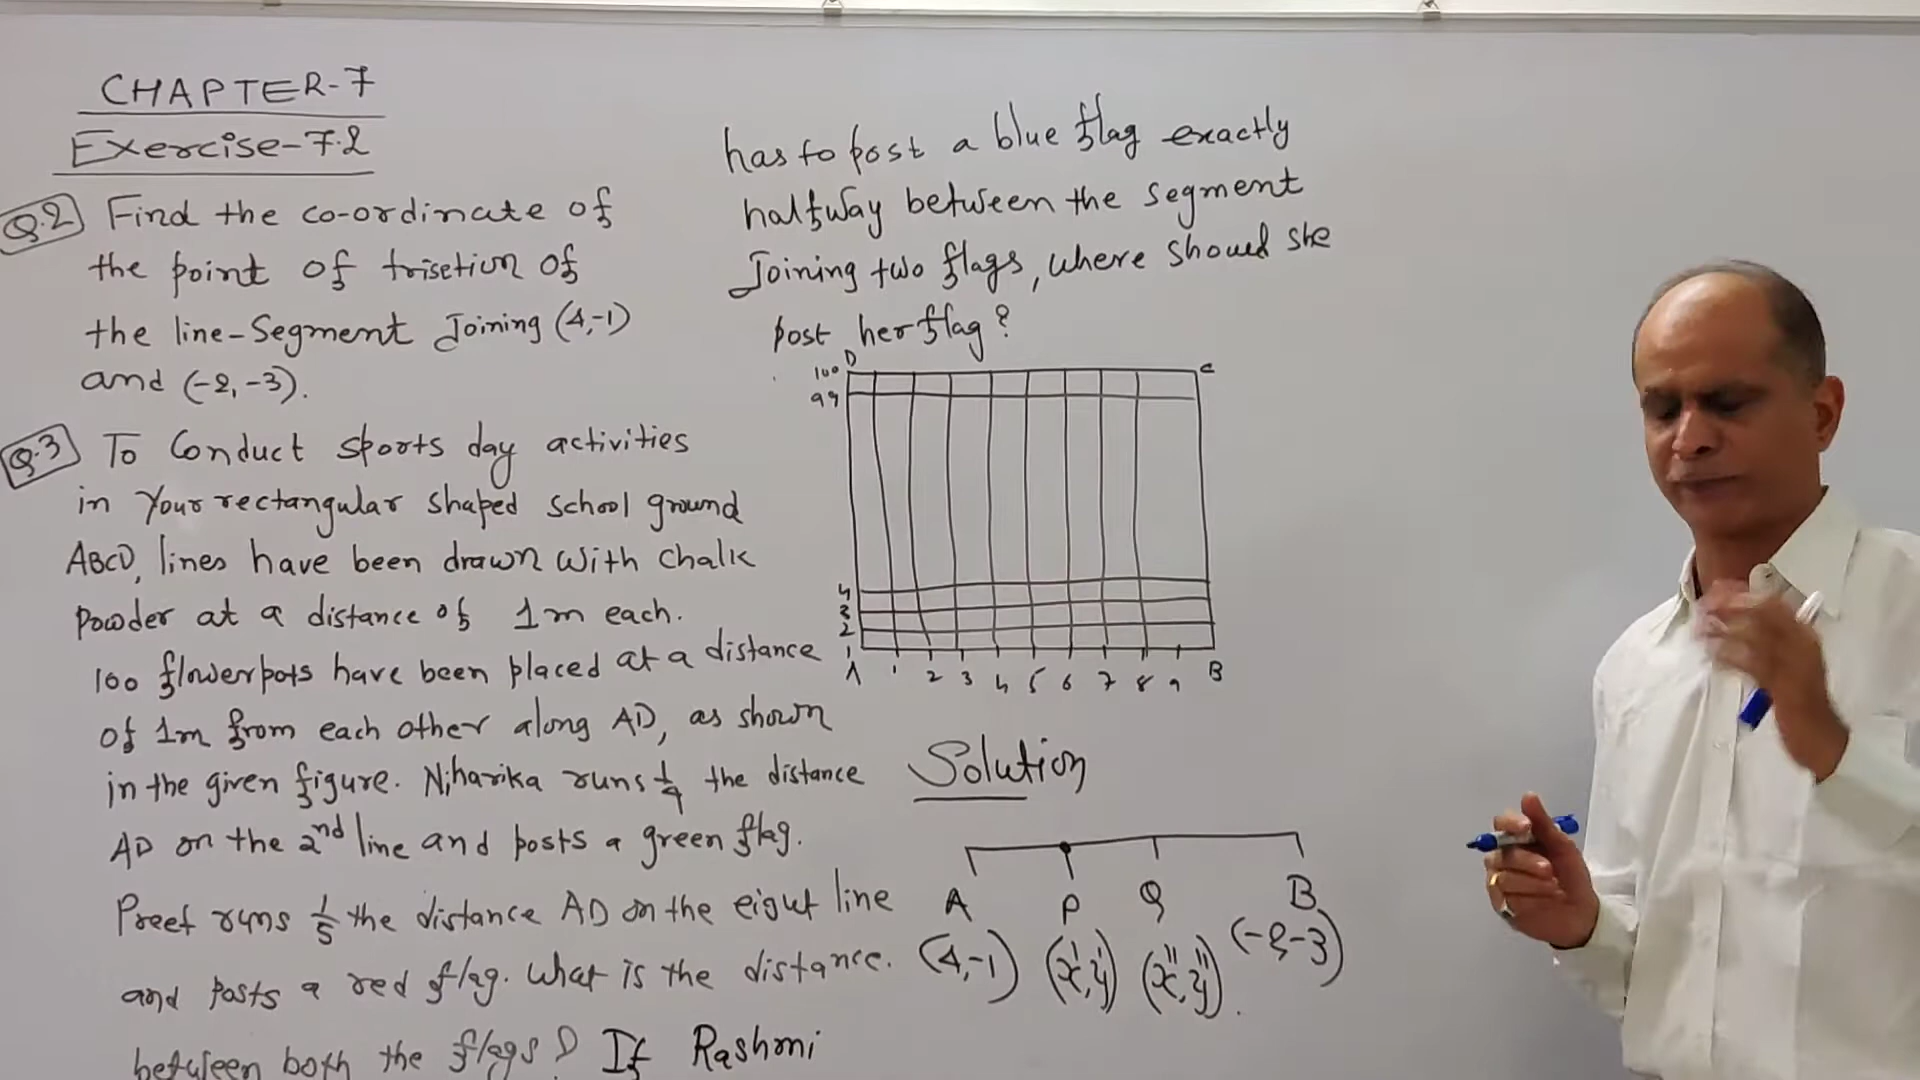 CHAPTER-7
Exercise-7.2
Q.2 Find the co-ordinate of
the point of trisetion of
the line-Segment Joining (4,-1)
and (-2,-3).
Q.3 To Conduct sports day activities
in Your rectangular shaped school ground
ABCD, lines have been drawn with chalk
Powder at a distance of 1m each.
100 flowerpots have been placed at a distance
of 1m from each other along AD, as shown
in the given figure. Niharika runs 1/4 the distance
AD on the 2nd line and posts a green flag.
Preet runs 1/5 the distance AD on the eight line
and posts a red flag. What is the distance.
between both the flags? If Rashmi
has to post a blue flag exactly
halfway between the segment
Joining two flags, where should she
post her flag?
D C
100
99
4
3
2
1
A 1 2 3 4 5 6 7 8 9 B
Solution
A P Q B
(4,-1) (x',y') (x",y") (-2,-3)